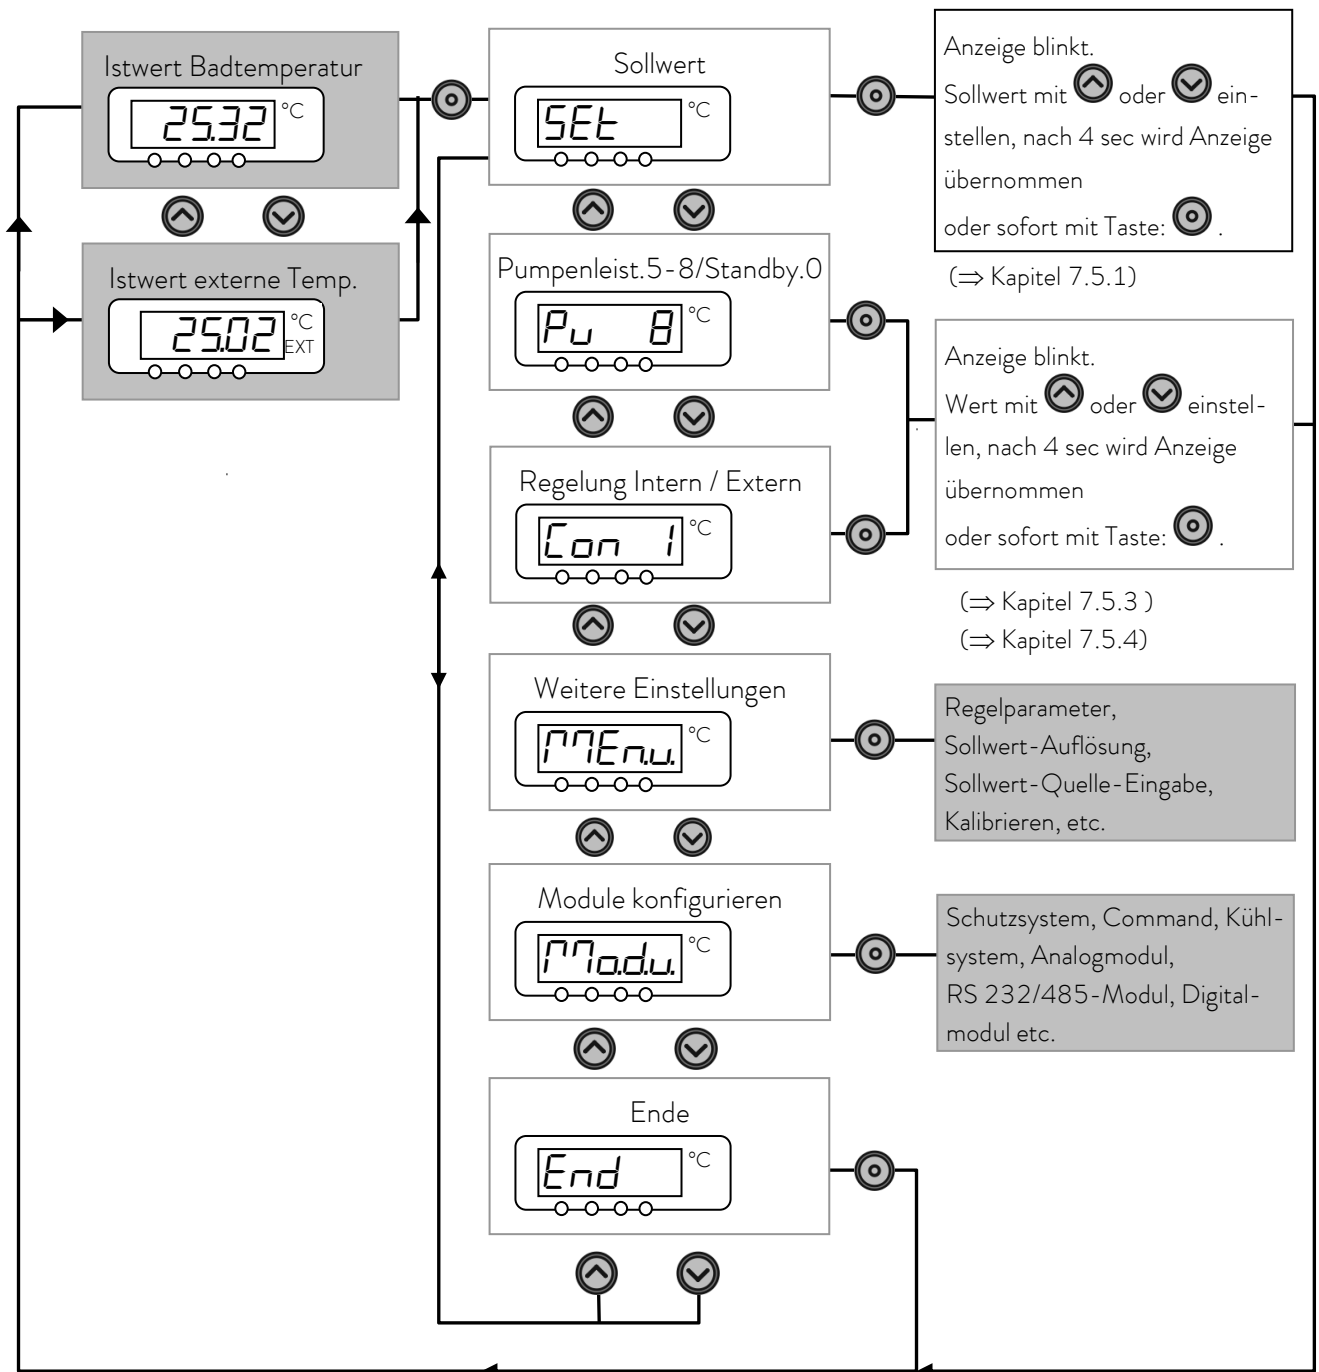 Istwert Badtemperatur
25.32 °C
Istwert externe Temp.
25.02 °C
EXT
Sollwert
SEt °C
Pumpenleist.5-8/Standby.0
Pu 8 °C
Regelung Intern / Extern
Con 1 °C
Weitere Einstellungen
MEn.u. °C
Module konfigurieren
Mo.d.u. °C
Ende
End °C
Anzeige blinkt.
Sollwert mit oder ein-
stellen, nach 4 sec wird Anzeige
übernommen
oder sofort mit Taste: .
(⇒ Kapitel 7.5.1)
Anzeige blinkt.
Wert mit oder einstel-
len, nach 4 sec wird Anzeige
übernommen
oder sofort mit Taste: .
(⇒ Kapitel 7.5.3 )
(⇒ Kapitel 7.5.4)
Regelparameter,
Sollwert-Auflösung,
Sollwert-Quelle-Eingabe,
Kalibrieren, etc.
Schutzsystem, Command, Kühl-
system, Analogmodul,
RS 232/485-Modul, Digital-
modul etc.